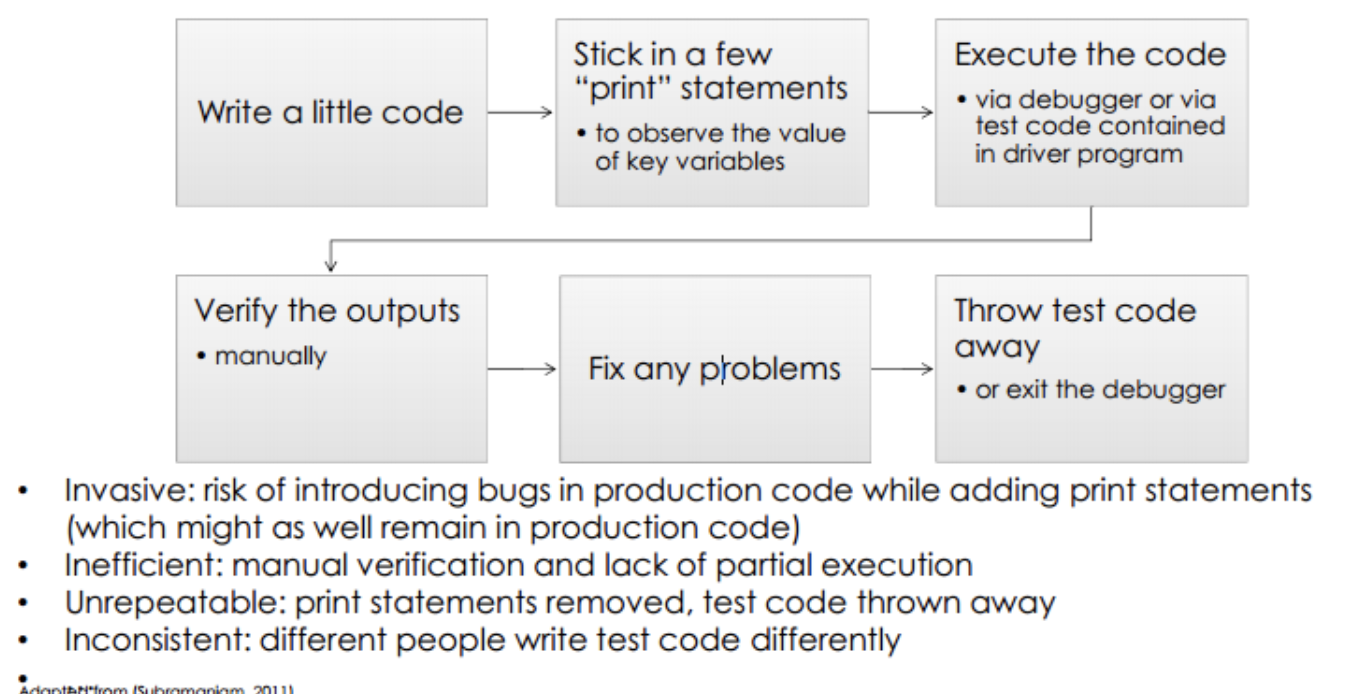 Write a little code
Stick in a few
“print” statements
• to observe the value
of key variables
Execute the code
• via debugger or via
test code contained
in driver program
Verify the outputs
• manually
Fix any problems
Throw test code
away
• or exit the debugger
• Invasive: risk of introducing bugs in production code while adding print statements
(which might as well remain in production code)
• Inefficient: manual verification and lack of partial execution
• Unrepeatable: print statements removed, test code thrown away
• Inconsistent: different people write test code differently
•
from (Subramaniam, 2011)